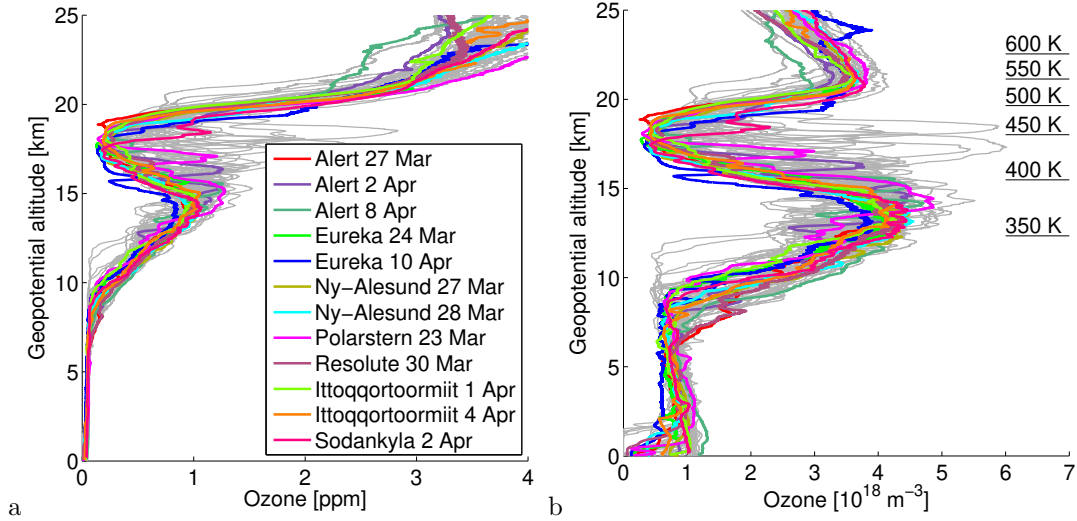 25
20
15
10
5
0
Geopotential altitude [km]
0
1
2
3
4
Ozone [ppm]
a
Alert 27 Mar
Alert 2 Apr
Alert 8 Apr
Eureka 24 Mar
Eureka 10 Apr
Ny-Alesund 27 Mar
Ny-Alesund 28 Mar
Polarstern 23 Mar
Resolute 30 Mar
Ittoqqortoormiit 1 Apr
Ittoqqortoormiit 4 Apr
Sodankyla 2 Apr
25
20
15
10
5
0
Geopotential altitude [km]
600 K
550 K
500 K
450 K
400 K
350 K
0
1
2
3
4
5
6
7
Ozone [10¹⁸ m⁻³]
b